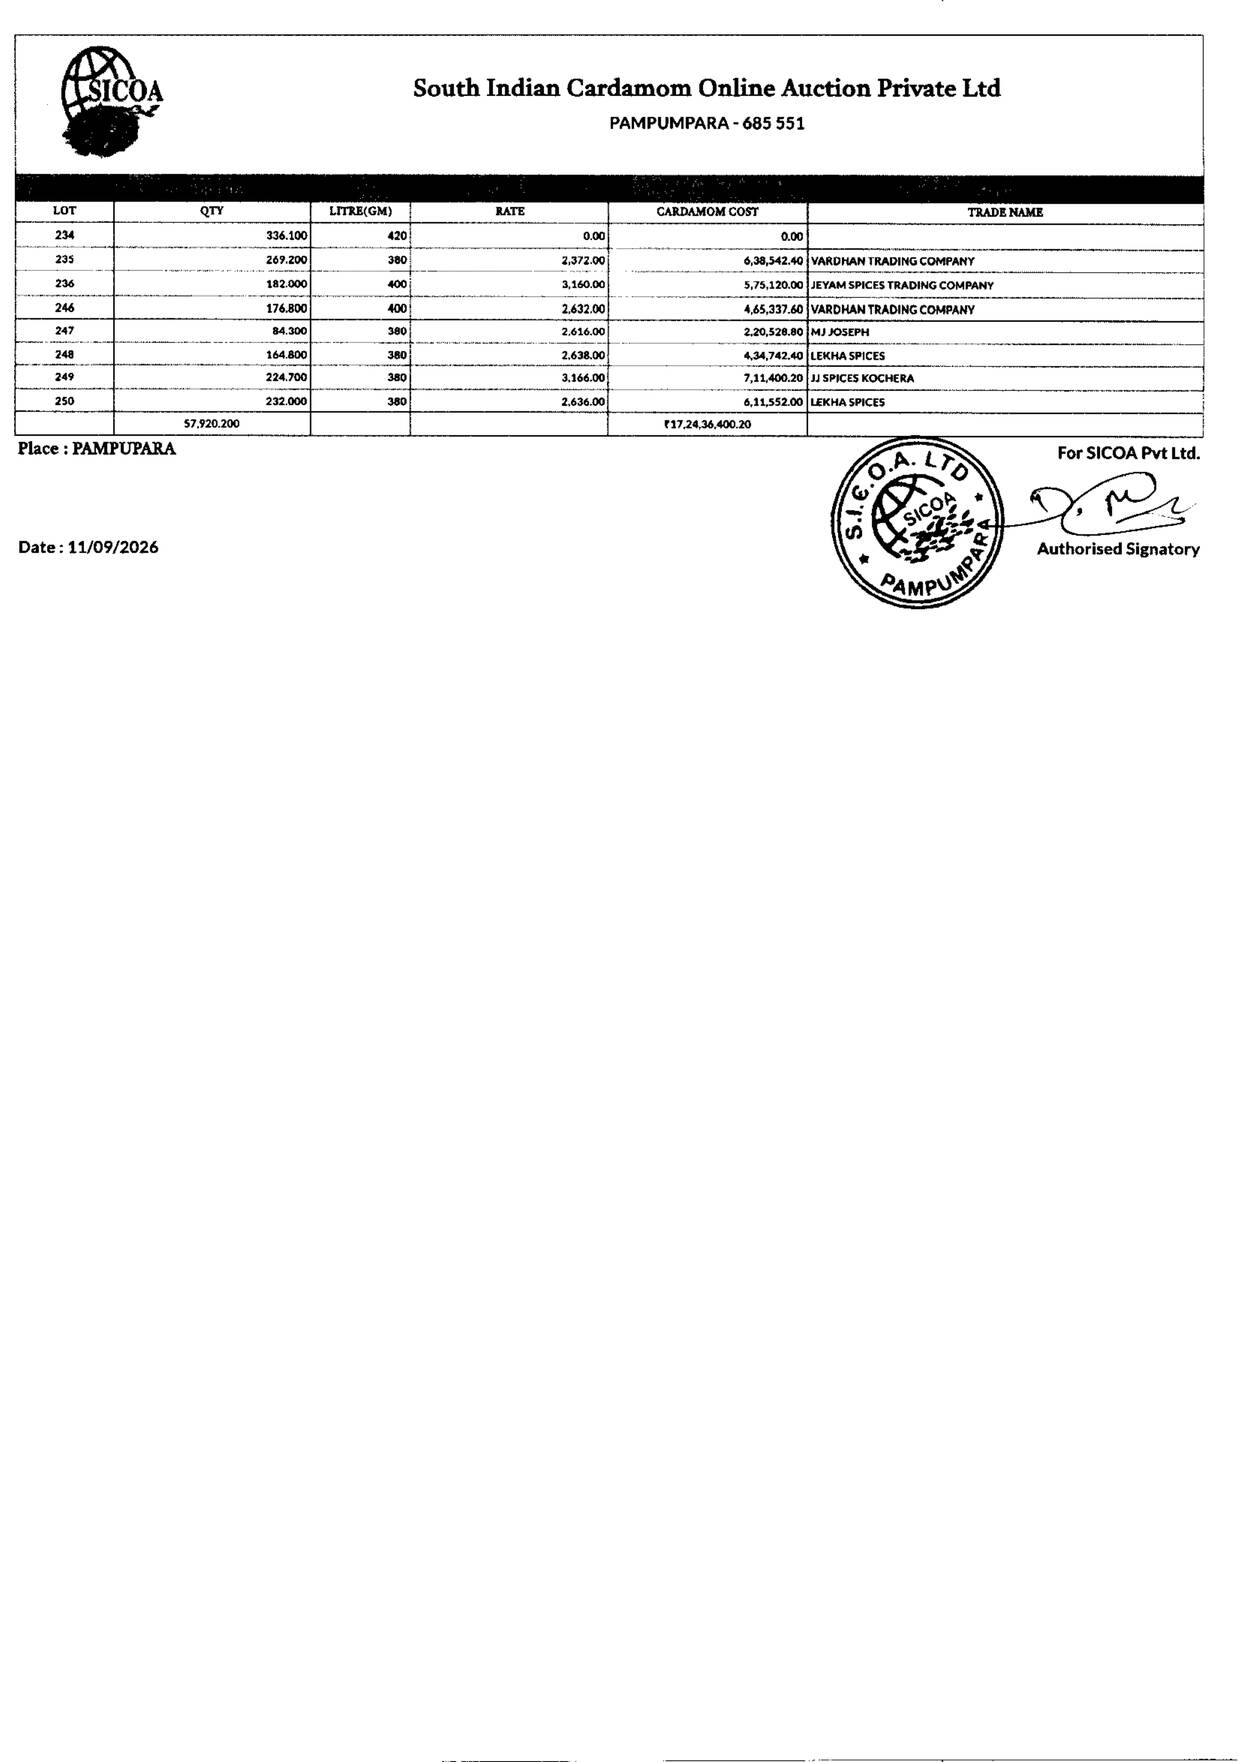 SICOA
South Indian Cardamom Online Auction Private Ltd
PAMPUMPARA - 685 551
LOT QTY LITRE(GM) RATE CARDAMOM COST TRADE NAME
234 336.100 420 0.00 0.00
235 269.200 380 2,372.00 6,38,542.40 VARDHAN TRADING COMPANY
236 182.000 400 3,160.00 5,75,120.00 JEYAM SPICES TRADING COMPANY
246 176.800 400 2,632.00 4,65,337.60 VARDHAN TRADING COMPANY
247 84.300 380 2,616.00 2,20,528.80 MJ JOSEPH
248 164.800 380 2,638.00 4,34,742.40 LEKHA SPICES
249 224.700 380 3,166.00 7,11,400.20 JJ SPICES KOCHERA
250 232.000 380 2,636.00 6,11,552.00 LEKHA SPICES
57,920.200 ₹17,24,36,400.20
Place : PAMPUPARA
For SICOA Pvt Ltd.
S.I.C.O.A. LTD
SICOA
PAMPUMPARA
Date : 11/09/2026
Authorised Signatory